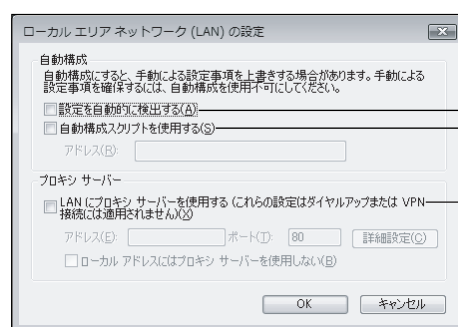 ローカル エリア ネットワーク (LAN) の設定
自動構成
自動構成にすると、手動による設定事項を上書きする場合があります。手動による
設定事項を確保するには、自動構成を使用不可にしてください。
設定を自動的に検出する(A)
自動構成スクリプトを使用する(S)
アドレス(R):
プロキシ サーバー
LAN にプロキシ サーバーを使用する (これらの設定はダイヤルアップまたは VPN
接続には適用されません)(X)
アドレス(E): ポート(T): 80 詳細設定(C)
ローカル アドレスにはプロキシ サーバーを使用しない(B)
OK キャンセル